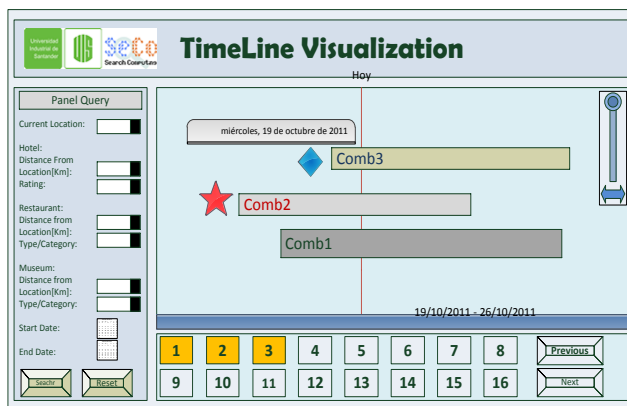 Universidad
Industrial de
Santander
UIS
SeCo
Search Computing
TimeLine Visualization
Hoy
Panel Query
Current Location:
Hotel:
Distance From
Location[Km]:
Rating:
Restaurant:
Distance from
Location[Km]:
Type/Category:
Museum:
Distance from
Location[Km]:
Type/Category:
Start Date:
End Date:
Seachr
Reset
miércoles, 19 de octubre de 2011
Comb3
Comb2
Comb1
19/10/2011 - 26/10/2011
1 2 3 4 5 6 7 8 Previous
9 10 11 12 13 14 15 16 Next